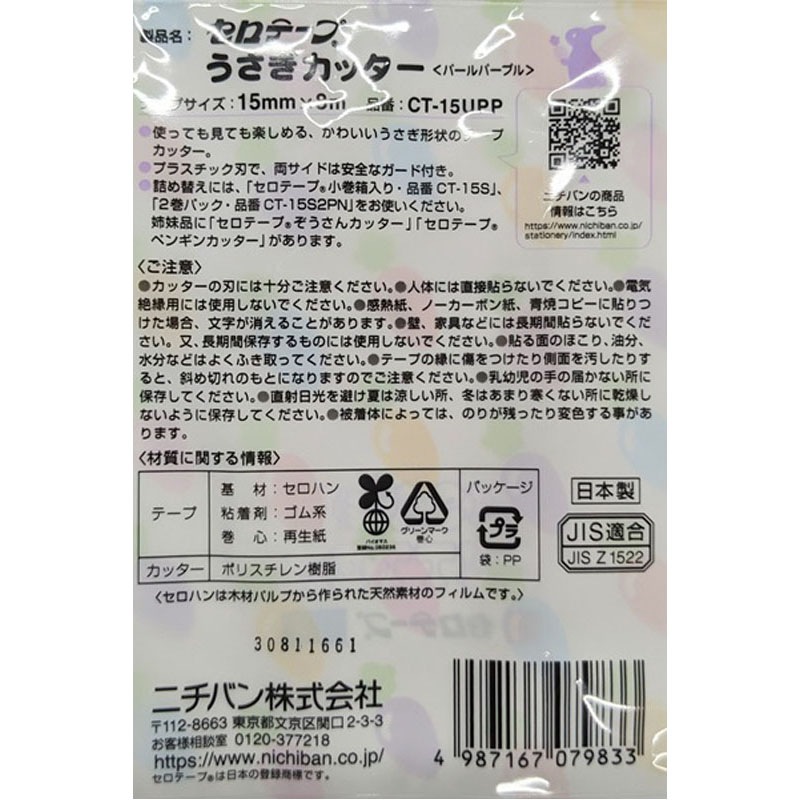 製品名：セロテープ®
うさぎカッター〈パールパープル〉
テープサイズ：15mm×8m 品番：CT-15UPP
●使っても見ても楽しめる、かわいいうさぎ形状のテープ
カッター。
●プラスチック刃で、両サイドは安全なガード付き。
●詰め替えには、「セロテープ®小巻箱入り・品番CT-15S」、
「2巻パック・品番CT-15S2PN」をお使いください。
姉妹品に「セロテープ®ぞうさんカッター」「セロテープ®
ペンギンカッター」があります。
ニチバンの商品
情報はこちら
https://www.nichiban.co.jp/
stationery/index.html
〈ご注意〉
●カッターの刃には十分ご注意ください。●人体には直接貼らないでください。●電気
絶縁用には使用しないでください。●感熱紙、ノーカーボン紙、青焼コピーに貼りつ
けた場合、文字が消えることがあります。●壁、家具などには長期間貼らないでくだ
さい。又、長期間保存するものには使用しないでください。●貼る面のほこり、油分、
水分などはよくふき取ってください。●テープの縁に傷をつけたり側面を汚したりす
ると、斜め切れのもとになりますのでご注意ください。●乳幼児の手の届かない所に
保存してください。●直射日光を避け夏は涼しい所、冬はあまり寒くない所に乾燥し
ないように保存してください。●被着体によっては、のりが残ったり変色する事があ
ります。
〈材質に関する情報〉
テープ
基 材：セロハン
粘着剤：ゴム系
巻 心：再生紙
バイオマス
登録No.060236
グリーンマーク
巻心
パッケージ
プラ
袋：PP
カッター ポリスチレン樹脂
日本製
JIS適合
JIS Z 1522
〈セロハンは木材パルプから作られた天然素材のフィルムです。〉
30811661
ニチバン株式会社
〒112-8663 東京都文京区関口2-3-3
お客様相談室 0120-377218
https://www.nichiban.co.jp/
セロテープ®は日本の登録商標です。
4 987167 079833